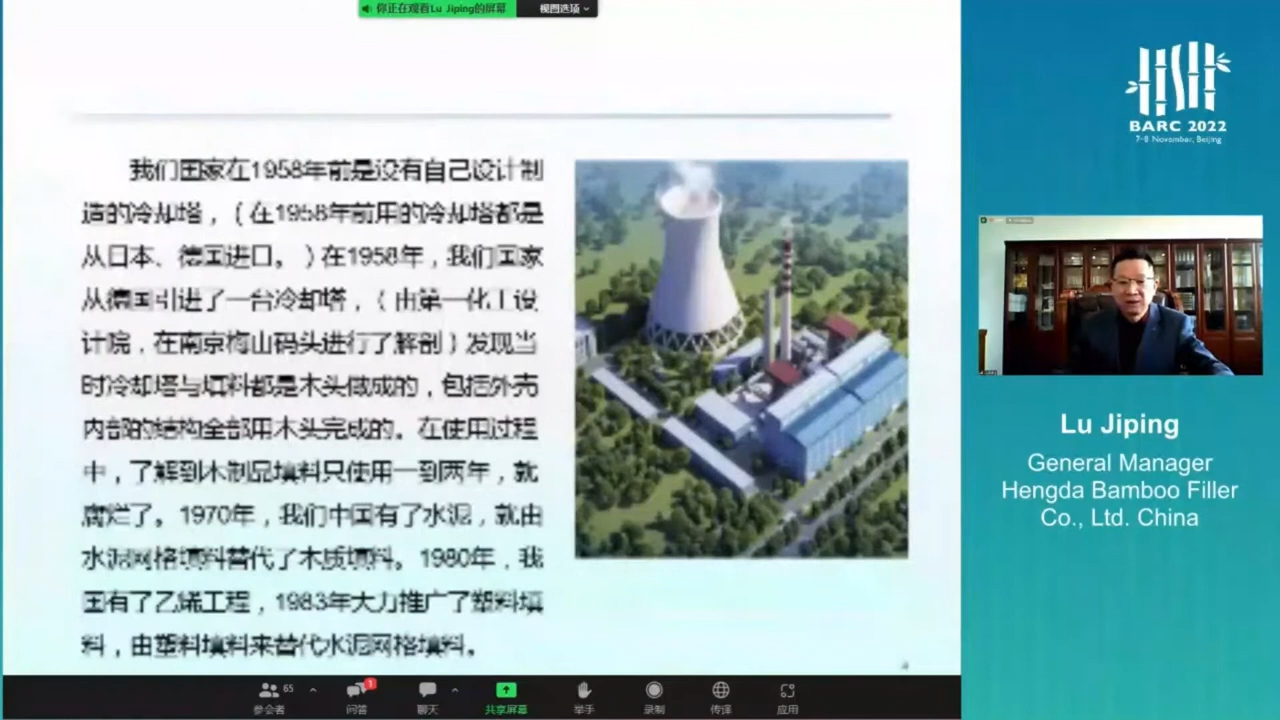 你正在观看Lu Jiping的屏幕
视图选项
我们国家在1958年前是没有自己设计制
造的冷却塔，（在1958年前用的冷却塔都是
从日本、德国进口。）在1958年，我们国家
从德国引进了一台冷却塔，（由第一化工设
计院，在南京梅山码头进行了解剖）发现当
时冷却塔与填料都是木头做成的，包括外壳
内部的结构全部用木头完成的。在使用过程
中，了解到木制品填料只使用一到两年，就
腐烂了。1970年，我们中国有了水泥，就由
水泥网格填料替代了木质填料。1980年，我
国有了乙烯工程，1983年大力推广了塑料填
料，由塑料填料来替代水泥网格填料。
BARC 2022
7-8 November, Beijing
Lu Jiping
General Manager
Hengda Bamboo Filler
Co., Ltd. China
65
1
参会者
问答
聊天
共享屏幕
举手
录制
传译
应用